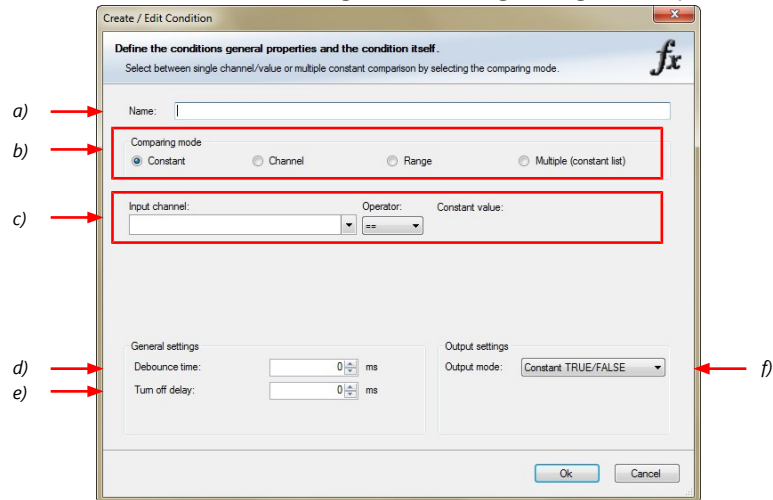 Create / Edit Condition
Define the conditions general properties and the condition itself.
Select between single channel/value or multiple constant comparison by selecting the comparing mode.
fx
a)
Name:
b)
Comparing mode
Constant Channel Range Multiple (constant list)
c)
Input channel: Operator: Constant value:
==
General settings Output settings
d)
Debounce time: 0 ms Output mode: Constant TRUE/FALSE
f)
e)
Turn off delay: 0 ms
Ok Cancel